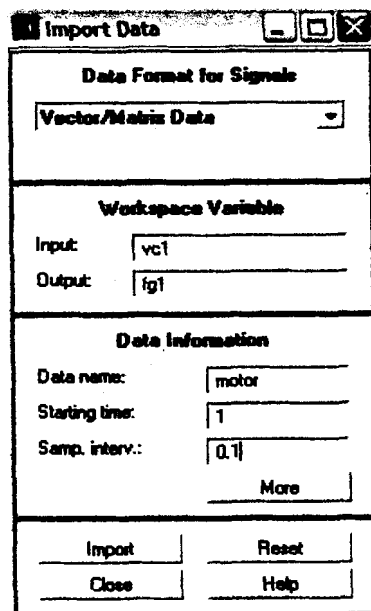 Import Data
Data Format for Signals
Vector/Matrix Data
Workspace Variable
Input: vc1
Output: fg1
Data Information
Data name: motor
Starting time: 1
Samp. interv.: 0.1
More
Import Reset
Close Help